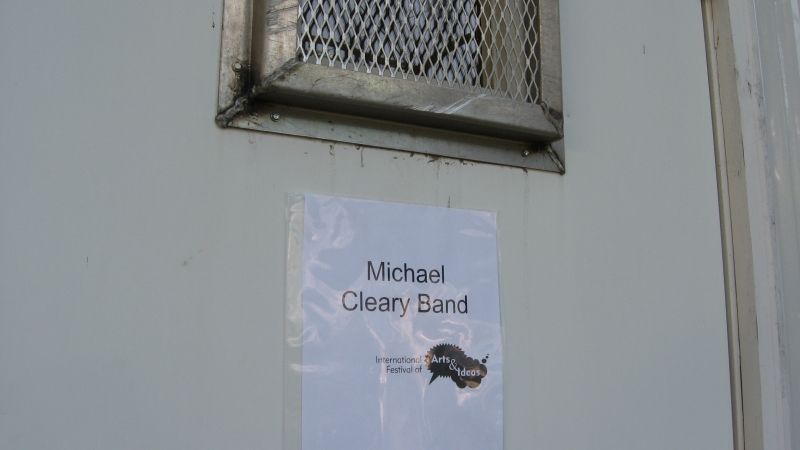 Michael
Cleary Band
International Arts
Festival of & Ideas